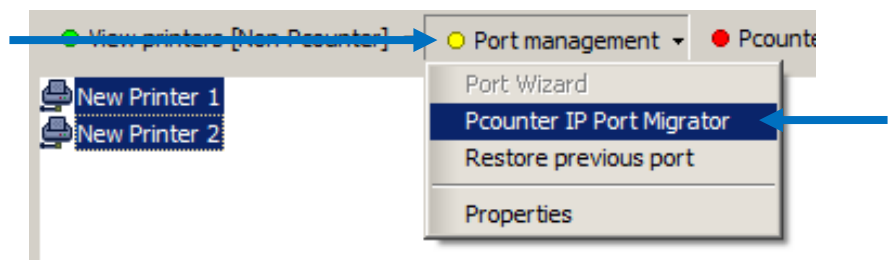 View printers [Non Pcounter] Port management Pcounte
New Printer 1
New Printer 2
Port Wizard
Pcounter IP Port Migrator
Restore previous port
Properties